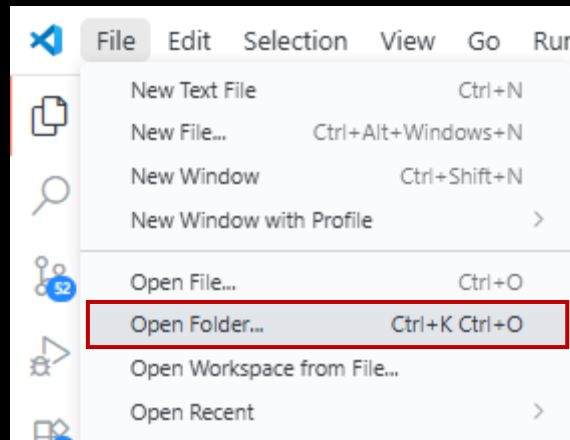 File Edit Selection View Go Run
New Text File Ctrl+N
New File... Ctrl+Alt+Windows+N
New Window Ctrl+Shift+N
New Window with Profile
52
Open File... Ctrl+O
Open Folder... Ctrl+K Ctrl+O
Open Workspace from File...
Open Recent